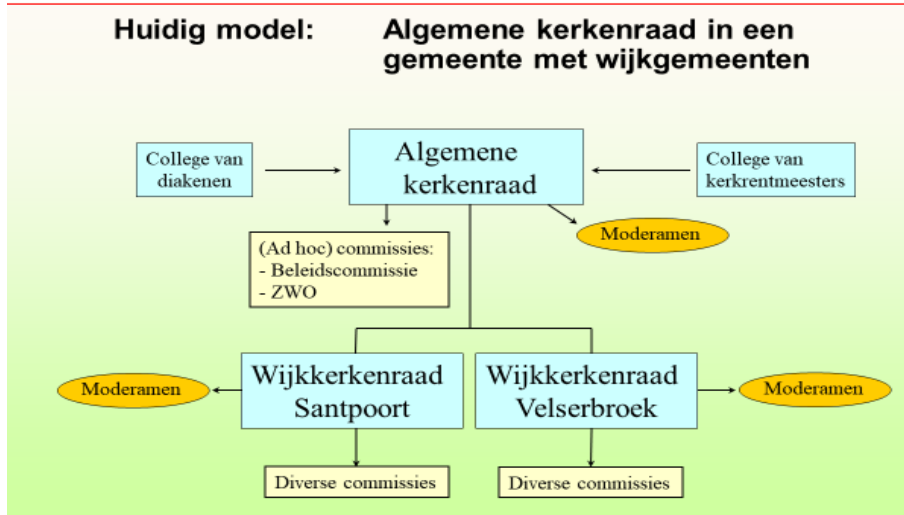 Huidig model: Algemene kerkenraad in een
gemeente met wijkgemeenten
College van
diakenen
Algemene
kerkenraad
College van
kerkrentmeesters
(Ad hoc) commissies:
- Beleidscommissie
- ZWO
Moderamen
Moderamen
Wijkkerkenraad
Santpoort
Wijkkerkenraad
Velserbroek
Moderamen
Diverse commissies
Diverse commissies